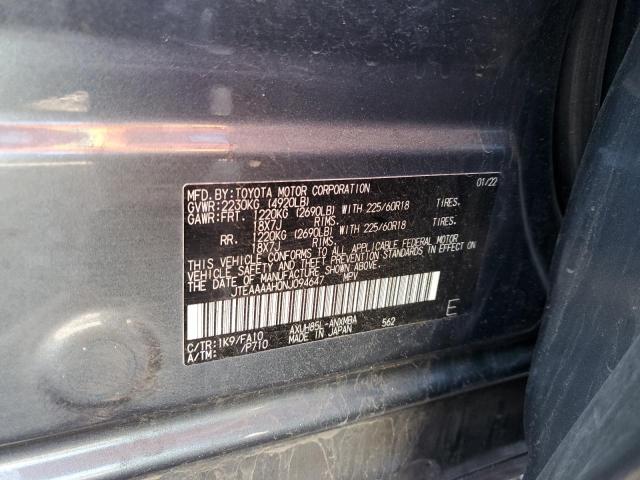 MFD. BY: TOYOTA MOTOR CORPORATION 01/22
GVWR: 2230KG (4920LB)
GAWR: FRT. 1220KG (2690LB) WITH 225/60R18 TIRES.
18X7J RIMS.
RR. 1220KG (2690LB) WITH 225/60R18 TIRES.
18X7J RIMS.
THIS VEHICLE CONFORMS TO ALL APPLICABLE FEDERAL MOTOR
VEHICLE SAFETY AND THEFT PREVENTION STANDARDS IN EFFECT ON
THE DATE OF MANUFACTURE SHOWN ABOVE.
JTEAAAAH0NJ094647 MPV
C/TR: 1K9/FA10 AXUH85L-ANXMBA 562 E
A/TM: /P710 MADE IN JAPAN